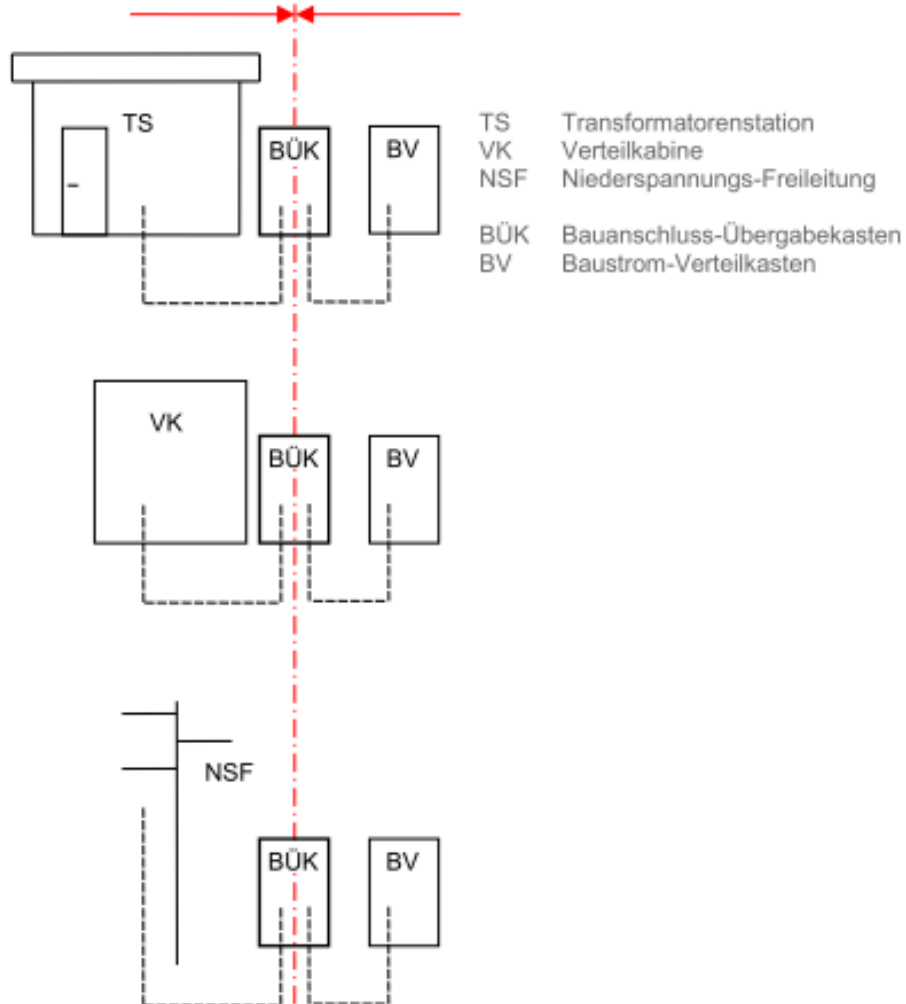 TS
BÜK
BV
TS Transformatorenstation
VK Verteilkabine
NSF Niederspannungs-Freileitung
BÜK Bauanschluss-Übergabekasten
BV Baustrom-Verteilkasten
VK
BÜK
BV
NSF
BÜK
BV